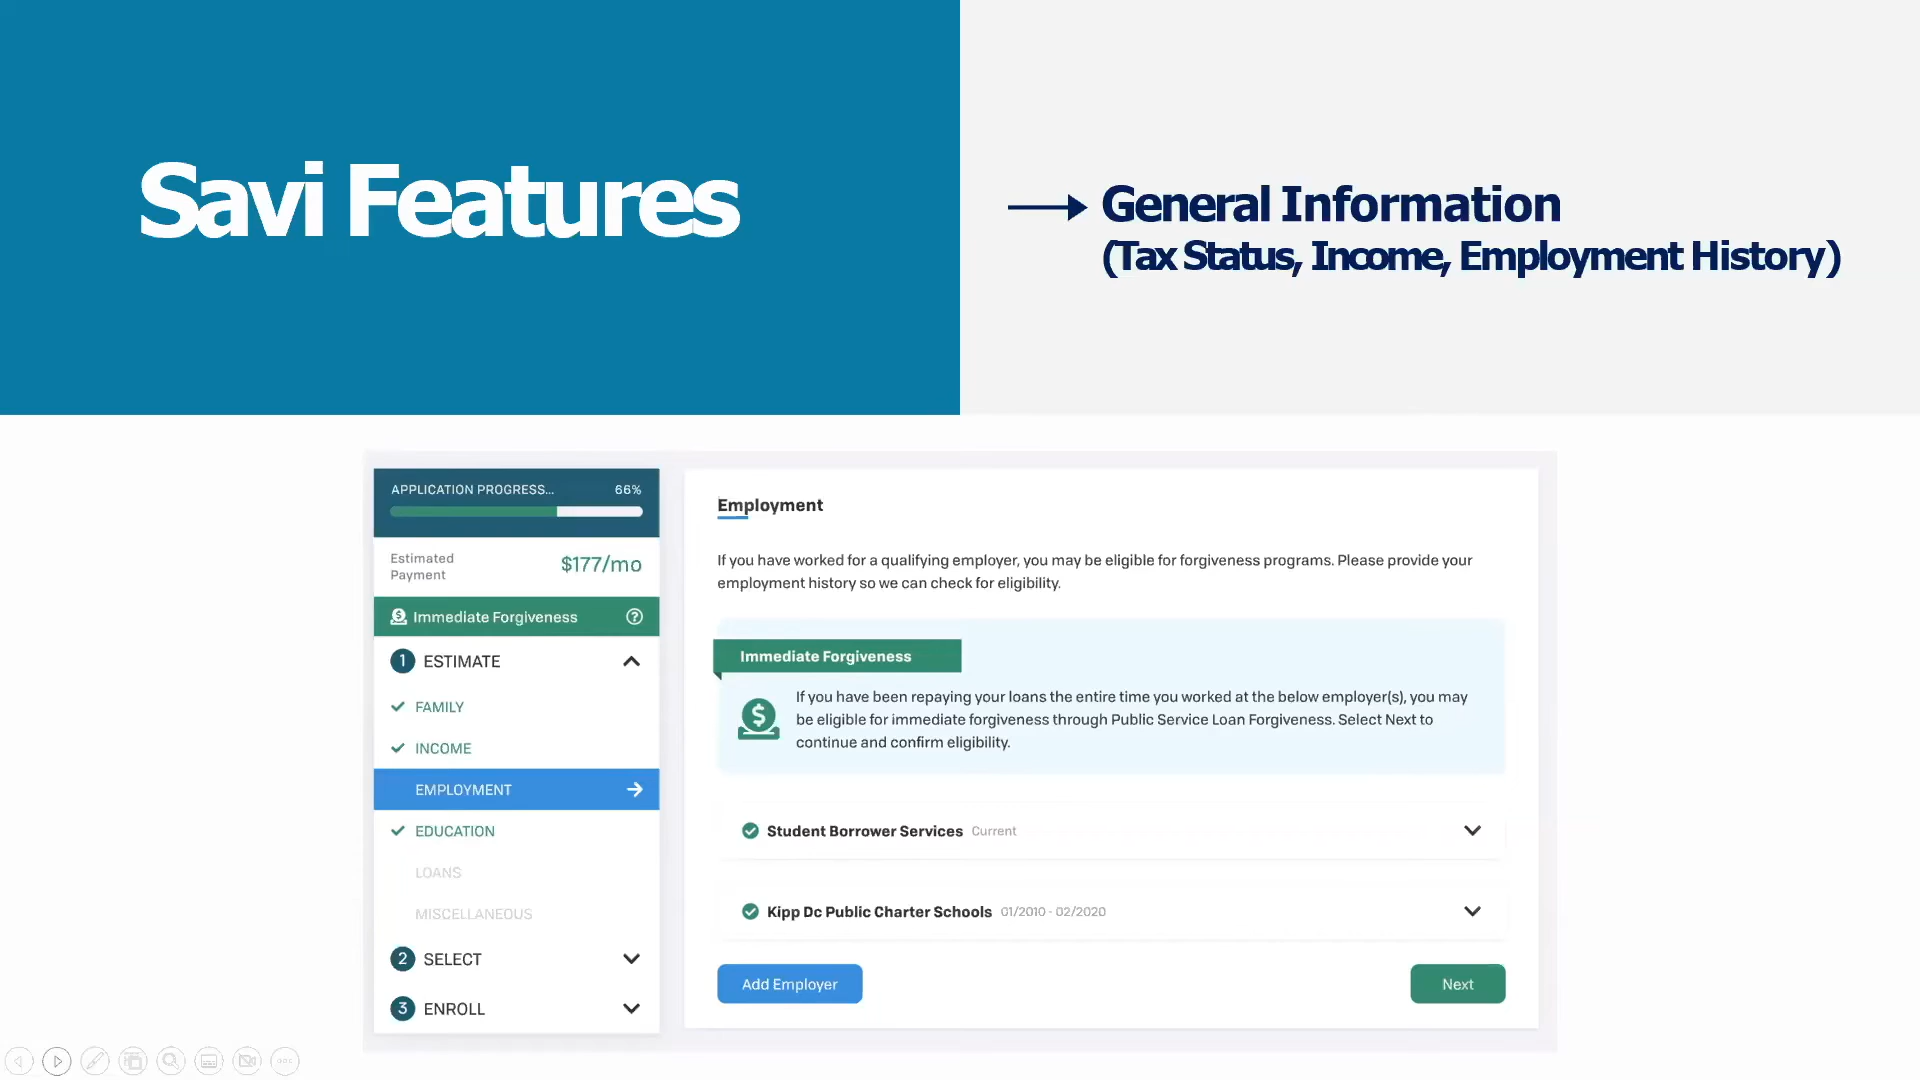 Savi Features
General Information
(Tax Status, Income, Employment History)
APPLICATION PROGRESS... 66%
Estimated
Payment
$177/mo
Immediate Forgiveness
1 ESTIMATE
FAMILY
INCOME
EMPLOYMENT
EDUCATION
LOANS
MISCELLANEOUS
2 SELECT
3 ENROLL
Employment
If you have worked for a qualifying employer, you may be eligible for forgiveness programs. Please provide your
employment history so we can check for eligibility.
Immediate Forgiveness
If you have been repaying your loans the entire time you worked at the below employer(s), you may
be eligible for immediate forgiveness through Public Service Loan Forgiveness. Select Next to
continue and confirm eligibility.
Student Borrower Services Current
Kipp Dc Public Charter Schools 01/2010 - 02/2020
Add Employer
Next